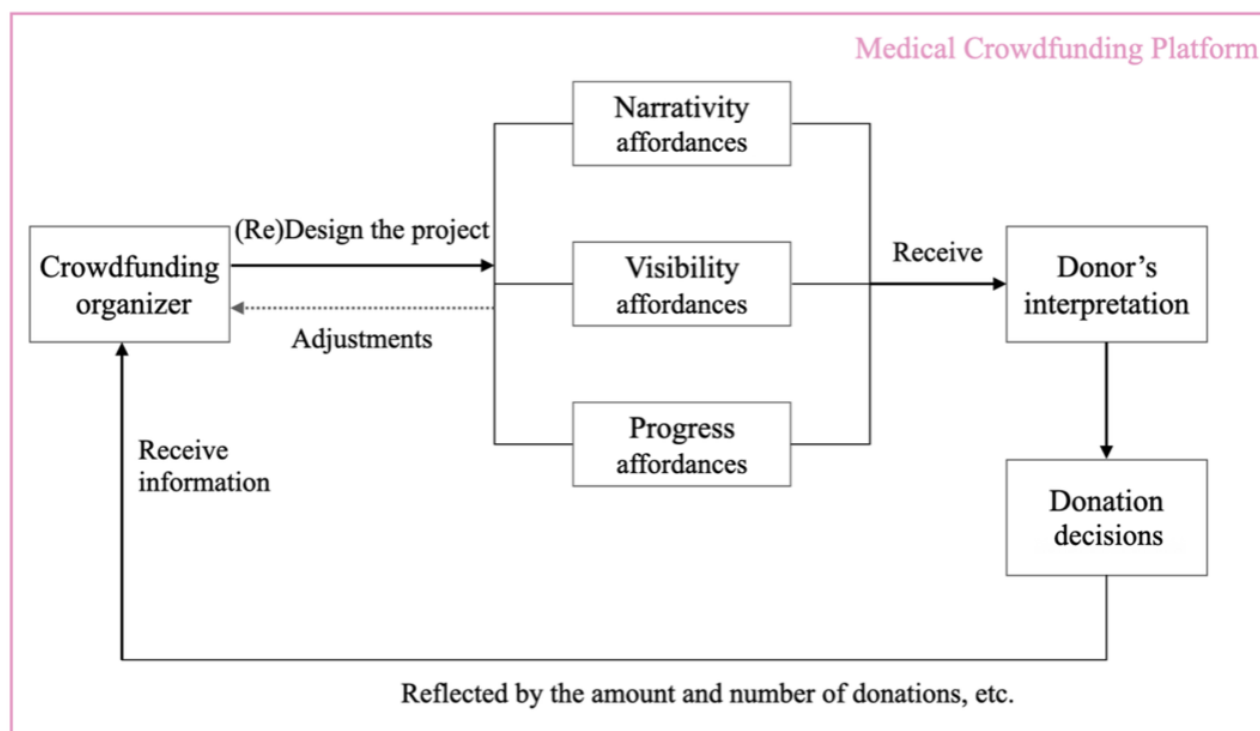 Medical Crowdfunding Platform
Narrativity
affordances
(Re)Design the project
Crowdfunding
organizer
Visibility
affordances
Receive
Donor’s
interpretation
Adjustments
Progress
affordances
Receive
information
Donation
decisions
Reflected by the amount and number of donations, etc.